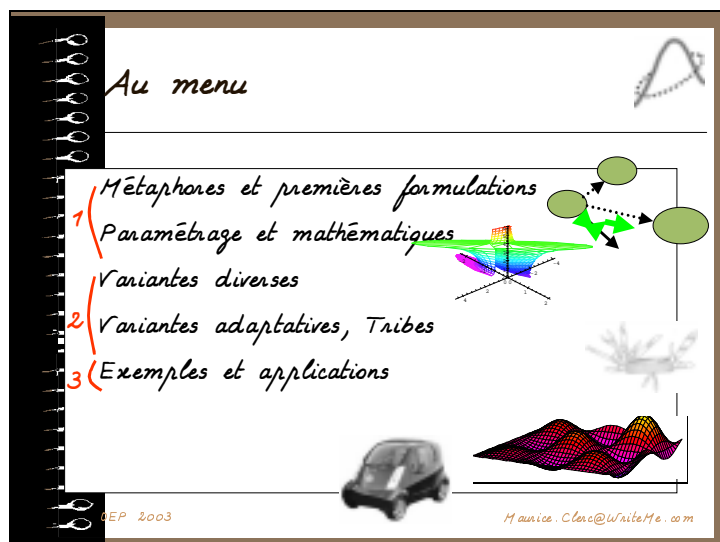 Au menu
1
Métaphores et premières formulations
Paramétrage et mathématiques
2
Variantes diverses
Variantes adaptatives, Tribes
3
Exemples et applications
OEP 2003
Maurice.Clerc@WriteMe.com